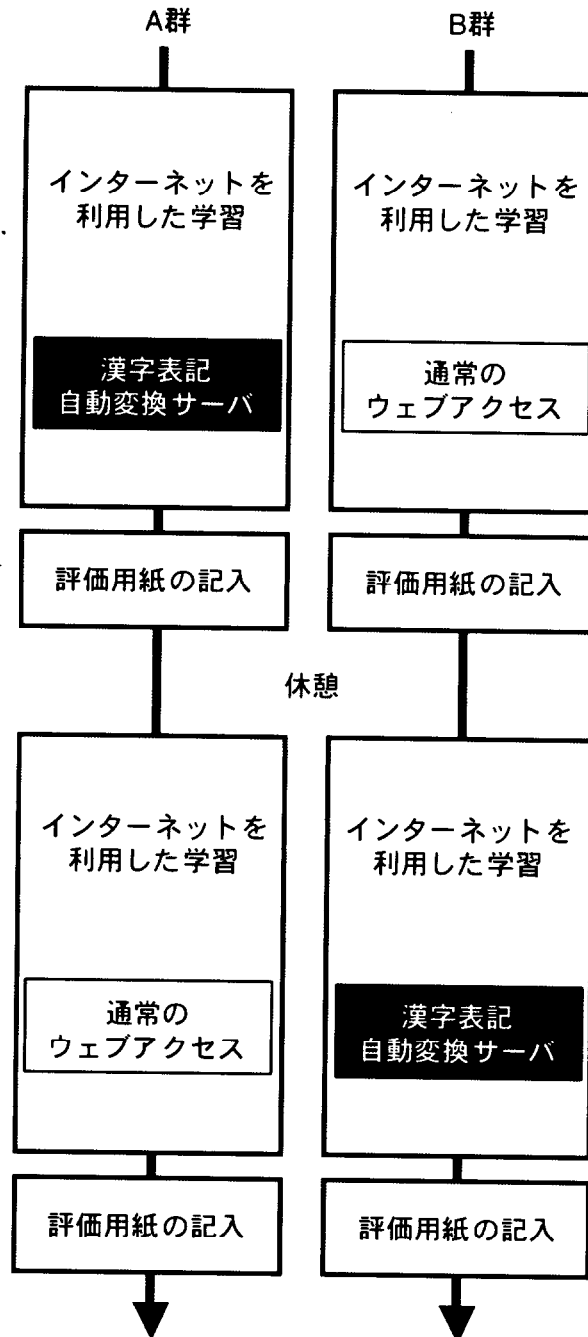 A群
インターネットを
利用した学習
漢字表記
自動変換サーバ
評価用紙の記入
インターネットを
利用した学習
通常の
ウェブアクセス
評価用紙の記入
B群
インターネットを
利用した学習
通常の
ウェブアクセス
評価用紙の記入
休憩
インターネットを
利用した学習
漢字表記
自動変換サーバ
評価用紙の記入